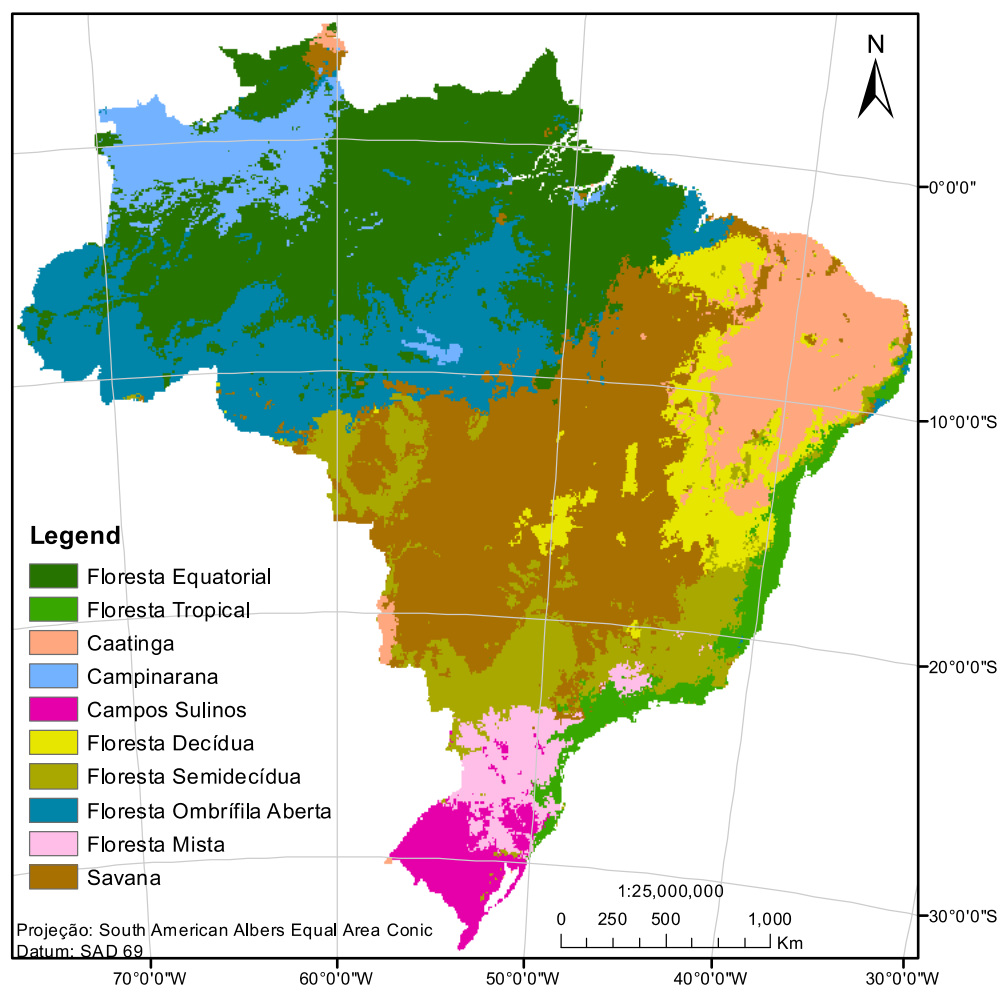 N
0°0'0"
10°0'0"S
20°0'0"S
30°0'0"S
Legend
Floresta Equatorial
Floresta Tropical
Caatinga
Campinarana
Campos Sulinos
Floresta Decídua
Floresta Semidecídua
Floresta Ombrífila Aberta
Floresta Mista
Savana
1:25,000,000
0 250 500 1,000
Km
Projeção: South American Albers Equal Area Conic
Datum: SAD 69
70°0'0"W 60°0'0"W 50°0'0"W 40°0'0"W 30°0'0"W